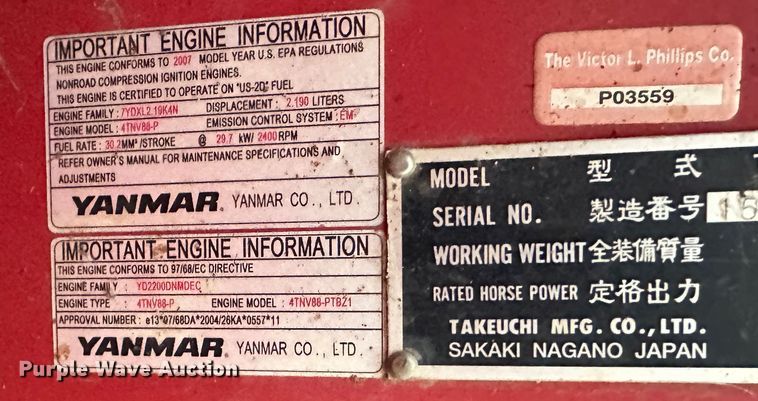 IMPORTANT ENGINE INFORMATION
THIS ENGINE CONFORMS TO 2007 MODEL YEAR U.S. EPA REGULATIONS
NONROAD COMPRESSION IGNITION ENGINES.
THIS ENGINE IS CERTIFIED TO OPERATE ON "US-2D" FUEL
ENGINE FAMILY : 7YDXL2.19K4N DISPLACEMENT : 2.190 LITERS
ENGINE MODEL : 4TNV88-P EMISSION CONTROL SYSTEM : EM
FUEL RATE : 30.2MM³/STROKE @ 29.7 kW/ 2400 RPM
REFER OWNER'S MANUAL FOR MAINTENANCE SPECIFICATIONS AND
ADJUSTMENTS
YANMAR YANMAR CO., LTD.
IMPORTANT ENGINE INFORMATION
THIS ENGINE CONFORMS TO 97/68/EC DIRECTIVE
ENGINE FAMILY : YD2200DNMDEC
ENGINE TYPE : 4TNV88-P ENGINE MODEL : 4TNV88-PTBZ1
APPROVAL NUMBER : e13*97/68DA*2004/26KA*0557*11
YANMAR YANMAR CO., LTD.
The Victor L. Phillips Co.
P03559
MODEL 型式
SERIAL NO. 製造番号 15
WORKING WEIGHT 全装備質量
RATED HORSE POWER 定格出力
TAKEUCHI MFG. CO., LTD.
SAKAKI NAGANO JAPAN
Purple Wave Auction